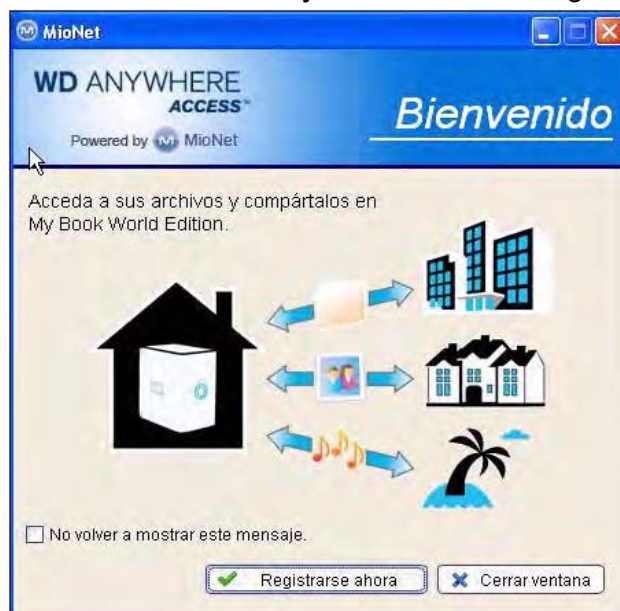 MioNet
WD ANYWHERE
ACCESS™
Powered by MioNet
Bienvenido
Acceda a sus archivos y compártalos en
My Book World Edition.
No volver a mostrar este mensaje.
Registrarse ahora
Cerrar ventana